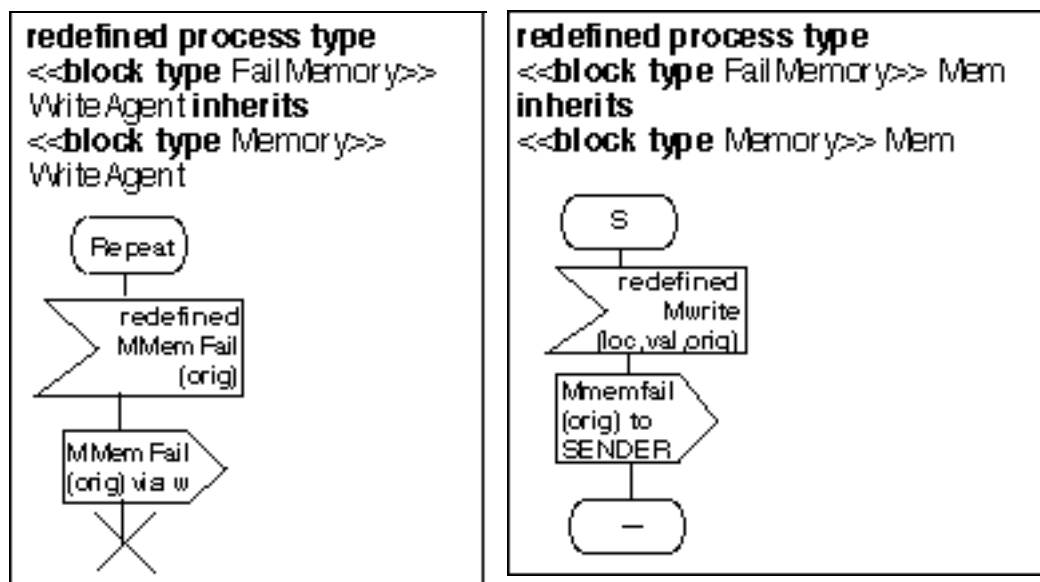 redefined process type
<<block type FailMemory>>
WriteAgent inherits
<<block type Memory>>
WriteAgent
Repeat
redefined
MMemFail
(orig)
MMemFail
(orig) via w
redefined process type
<<block type FailMemory>> Mem
inherits
<<block type Memory>> Mem
S
redefined
Mwrite
(loc,val,orig)
Mmemfail
(orig) to
SENDER
–